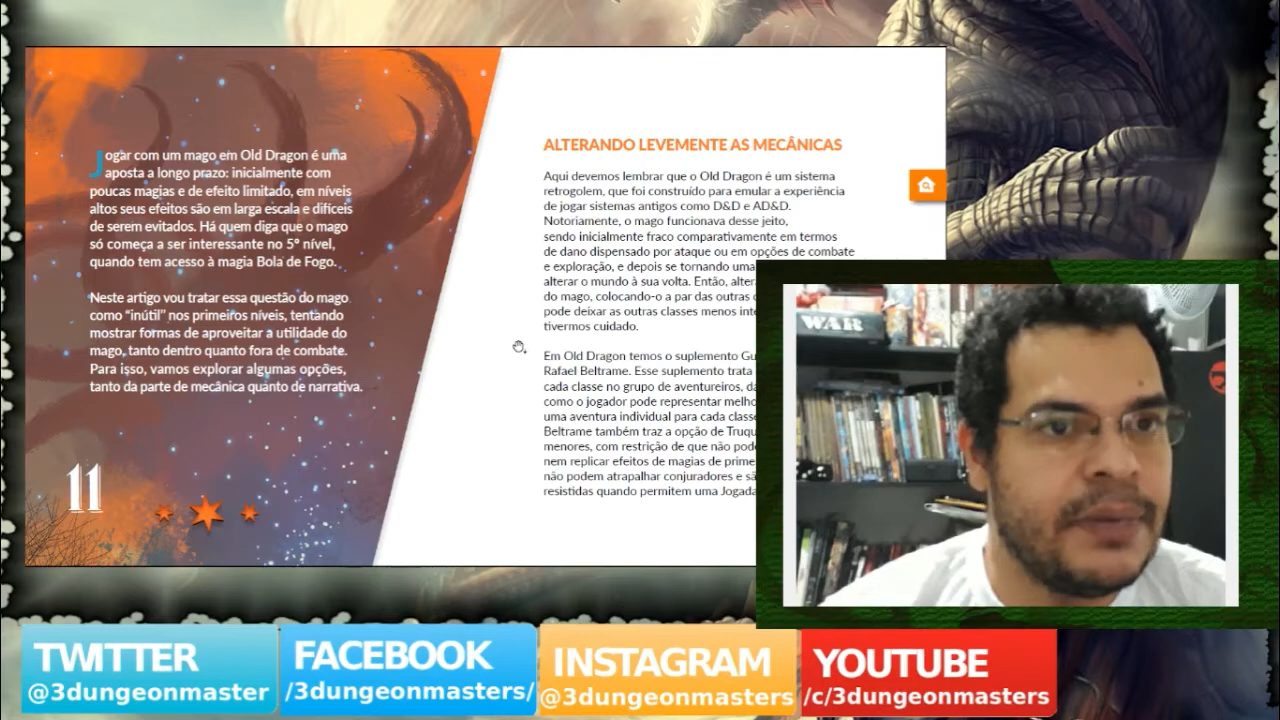 Jogar com um mago em Old Dragon é uma
aposta a longo prazo: inicialmente com
poucas magias e de efeito limitado, em níveis
altos seus efeitos são em larga escala e difíceis
de serem evitados. Há quem diga que o mago
só começa a ser interessante no 5º nível,
quando tem acesso à magia Bola de Fogo.
Neste artigo vou tratar essa questão do mago
como “inútil” nos primeiros níveis, tentando
mostrar formas de aproveitar a utilidade do
mago, tanto dentro quanto fora de combate.
Para isso, vamos explorar algumas opções,
tanto da parte de mecânica quanto de narrativa.
11
ALTERANDO LEVEMENTE AS MECÂNICAS
Aqui devemos lembrar que o Old Dragon é um sistema
retrogolem, que foi construído para emular a experiência
de jogar sistemas antigos como D&D e AD&D.
Notoriamente, o mago funcionava desse jeito,
sendo inicialmente fraco comparativamente em termos
de dano dispensado por ataque ou em opções de combate
e exploração, e depois se tornando uma
alterar o mundo à sua volta. Então, alter
do mago, colocando-o a par das outras
pode deixar as outras classes menos inte
tivermos cuidado.
Em Old Dragon temos o suplemento Gu
Rafael Beltrame. Esse suplemento trata
cada classe no grupo de aventureiros, da
como o jogador pode representar melho
uma aventura individual para cada classe
Beltrame também traz a opção de Truqu
menores, com restrição de que não pode
nem replicar efeitos de magias de prime
não podem atrapalhar conjuradores e sã
resistidas quando permitem uma Jogada
WAR
TWITTER
@3dungeonmaster
FACEBOOK
/3dungeonmasters/
INSTAGRAM
@3dungeonmasters
YOUTUBE
/c/3dungeonmasters